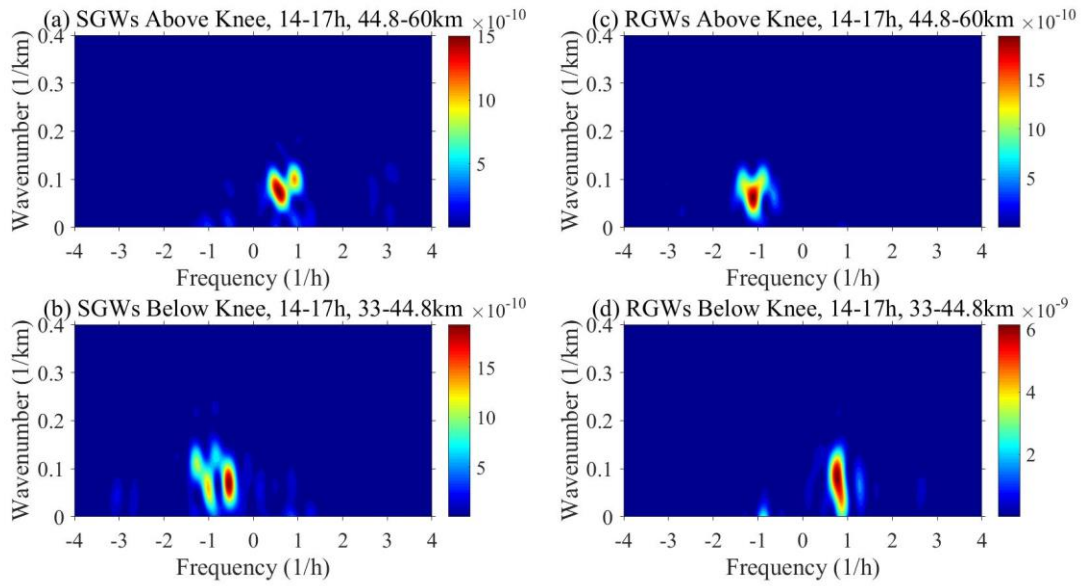 (a) SGWs Above Knee, 14-17h, 44.8-60km ×10⁻¹⁰
Wavenumber (1/km)
0.4
0.3
0.2
0.1
0
-4 -3 -2 -1 0 1 2 3 4
Frequency (1/h)
15
10
5
(c) RGWs Above Knee, 14-17h, 44.8-60km ×10⁻¹⁰
Wavenumber (1/km)
0.4
0.3
0.2
0.1
0
-4 -3 -2 -1 0 1 2 3 4
Frequency (1/h)
15
10
5
(b) SGWs Below Knee, 14-17h, 33-44.8km ×10⁻¹⁰
Wavenumber (1/km)
0.4
0.3
0.2
0.1
0
-4 -3 -2 -1 0 1 2 3 4
Frequency (1/h)
15
10
5
(d) RGWs Below Knee, 14-17h, 33-44.8km ×10⁻⁹
Wavenumber (1/km)
0.4
0.3
0.2
0.1
0
-4 -3 -2 -1 0 1 2 3 4
Frequency (1/h)
6
4
2